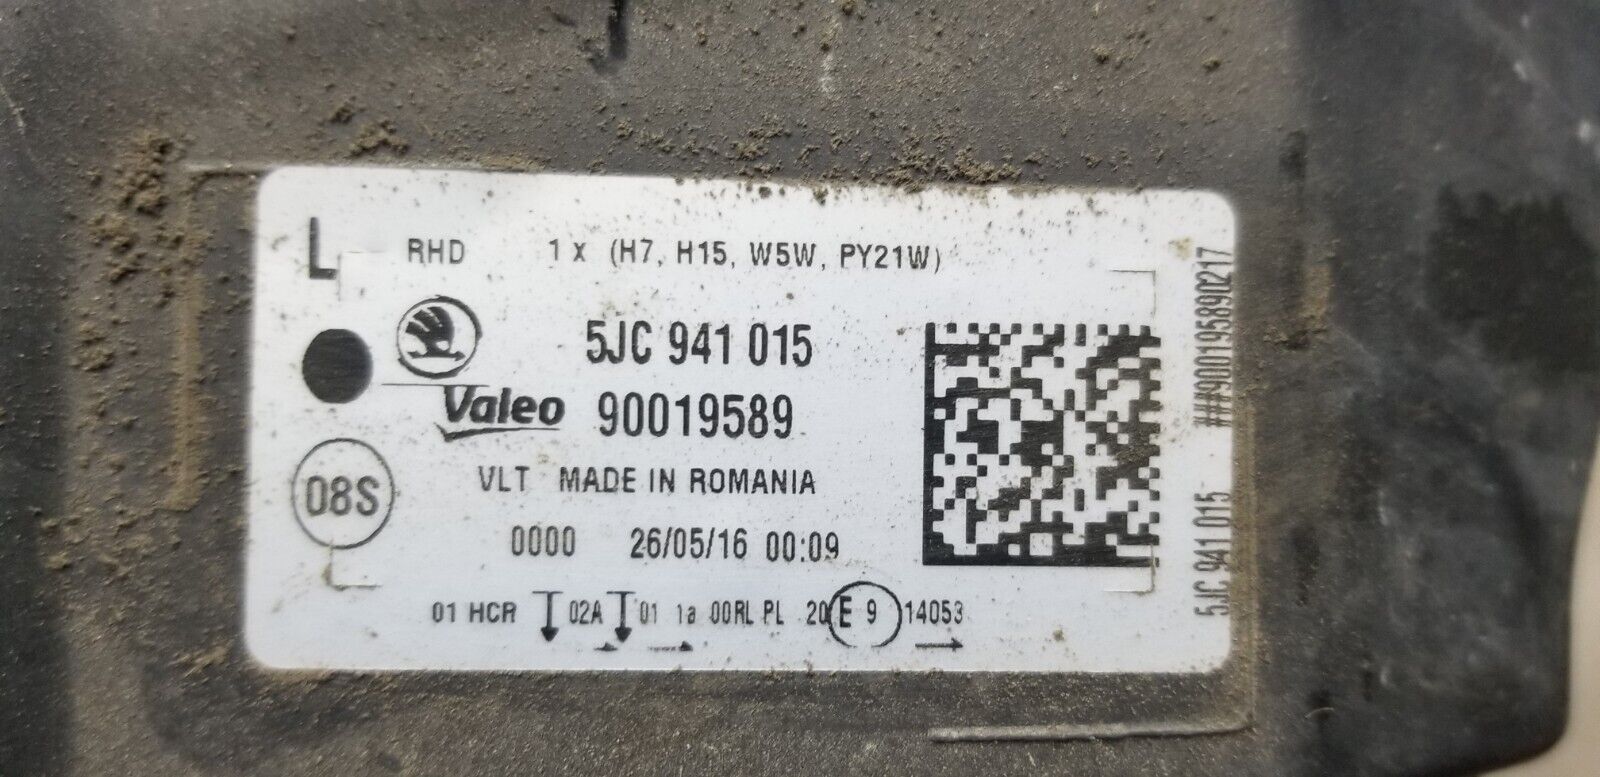 L RHD 1 x (H7, H15, W5W, PY21W)
5JC 941 015
Valeo 90019589
08S
VLT MADE IN ROMANIA
0000 26/05/16 00:09
01 HCR 02A 01 1a 00RL PL 20 E 9 14053
5JC 941 015 ###9001958990217